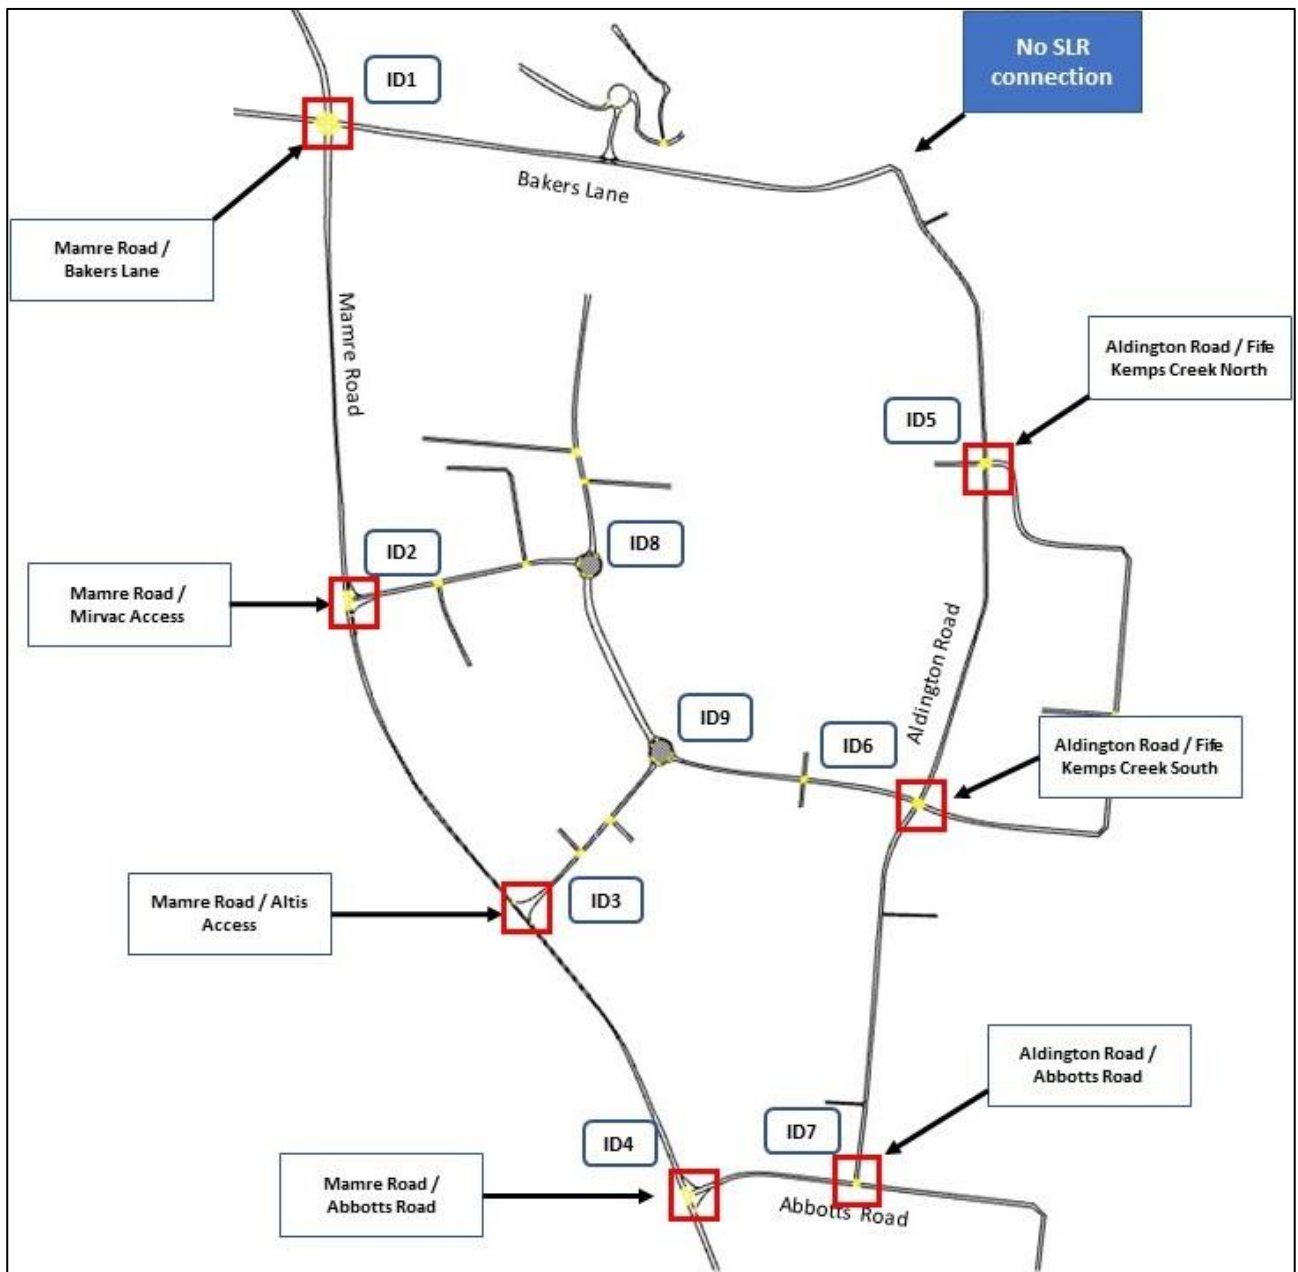 No SLR
connection
ID1
Bakers Lane
Mamre Road /
Bakers Lane
Mamre Road
Aldington Road / Fife
Kemps Creek North
ID5
ID2
ID8
Mamre Road /
Mirvac Access
Aldington Road
ID9
ID6
Aldington Road / Fife
Kemps Creek South
Mamre Road / Altis
Access
ID3
Aldington Road /
Abbotts Road
ID4
ID7
Mamre Road /
Abbotts Road
Abbotts Road